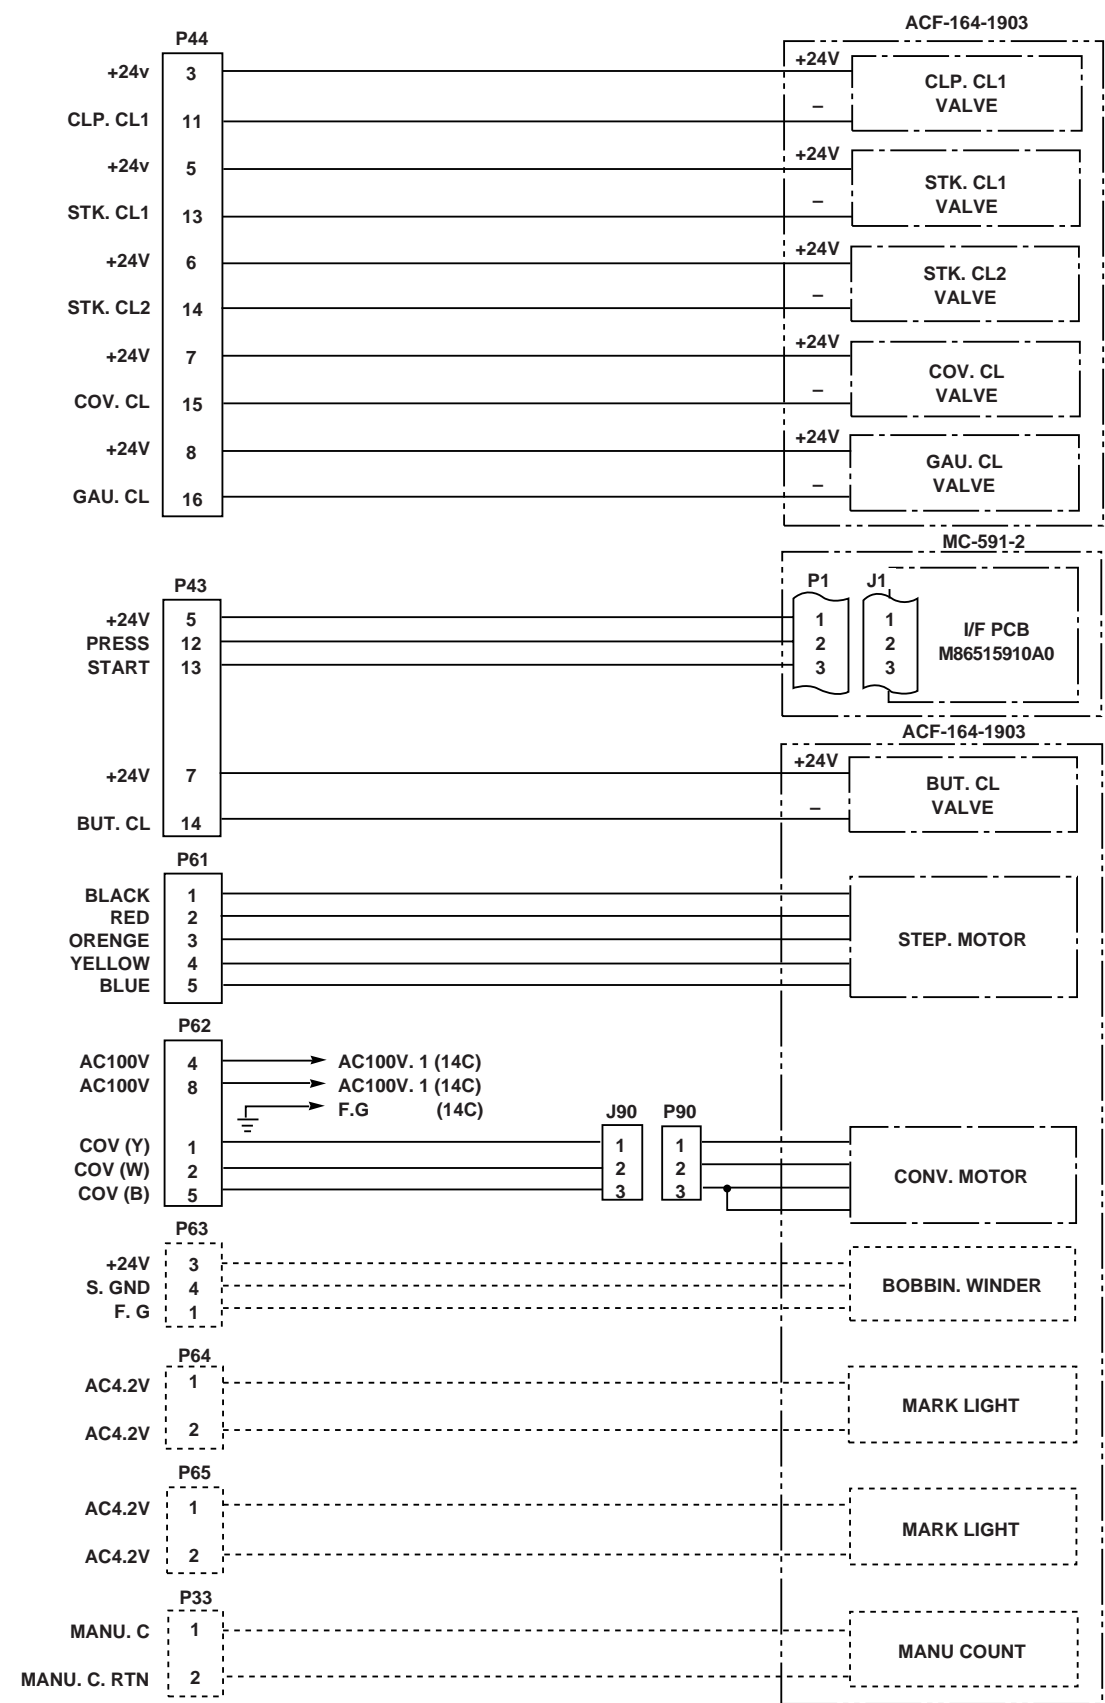 ACF-164-1903
P44
+24v 3 +24V
CLP. CL1
VALVE
CLP. CL1 11 –
+24v 5 +24V
STK. CL1
VALVE
STK. CL1 13 –
+24V 6 +24V
STK. CL2
VALVE
STK. CL2 14 –
+24V 7 +24V
COV. CL
VALVE
COV. CL 15 –
+24V 8 +24V
GAU. CL
VALVE
GAU. CL 16 –
MC-591-2
P43 P1 J1
+24V 5 1 1
PRESS 12 2 2
START 13 3 3
I/F PCB
M86515910A0
ACF-164-1903
+24V 7 +24V
BUT. CL
VALVE
BUT. CL 14 –
P61
BLACK 1
RED 2
ORENGE 3
YELLOW 4
BLUE 5
STEP. MOTOR
P62
AC100V 4 AC100V. 1 (14C)
AC100V 8 AC100V. 1 (14C)
F.G (14C)
J90 P90
COV (Y) 1 1 1
COV (W) 2 2 2
COV (B) 5 3 3
CONV. MOTOR
P63
+24V 3
S. GND 4
F. G 1
BOBBIN. WINDER
P64
AC4.2V 1
AC4.2V 2
MARK LIGHT
P65
AC4.2V 1
AC4.2V 2
MARK LIGHT
P33
MANU. C 1
MANU. C. RTN 2
MANU COUNT